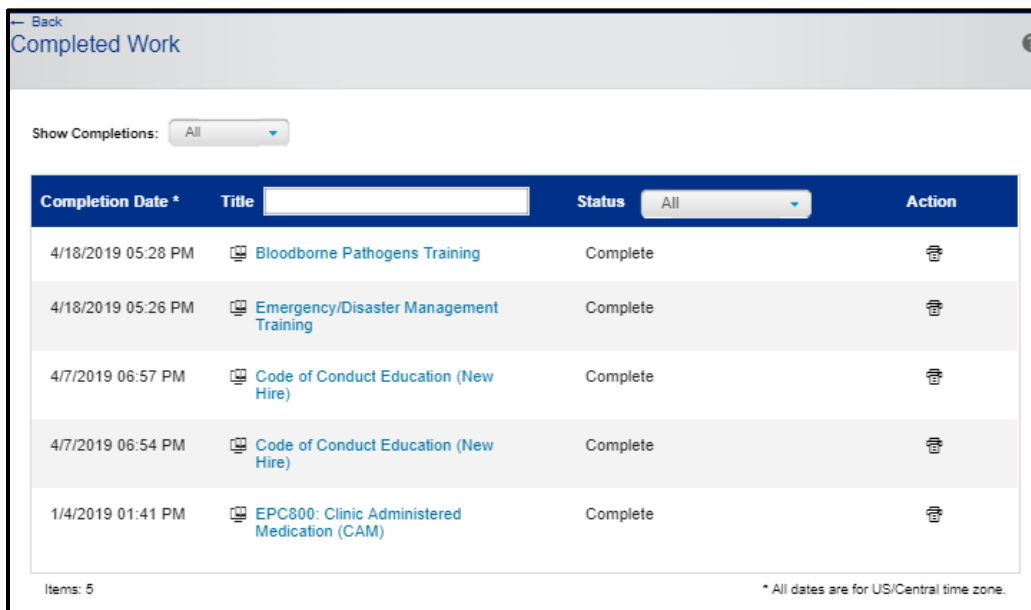 ← Back
Completed Work
Show Completions: All
Completion Date * Title Status All Action
4/18/2019 05:28 PM Bloodborne Pathogens Training Complete
4/18/2019 05:26 PM Emergency/Disaster Management Complete
Training
4/7/2019 06:57 PM Code of Conduct Education (New Complete
Hire)
4/7/2019 06:54 PM Code of Conduct Education (New Complete
Hire)
1/4/2019 01:41 PM EPC800: Clinic Administered Complete
Medication (CAM)
Items: 5 * All dates are for US/Central time zone.